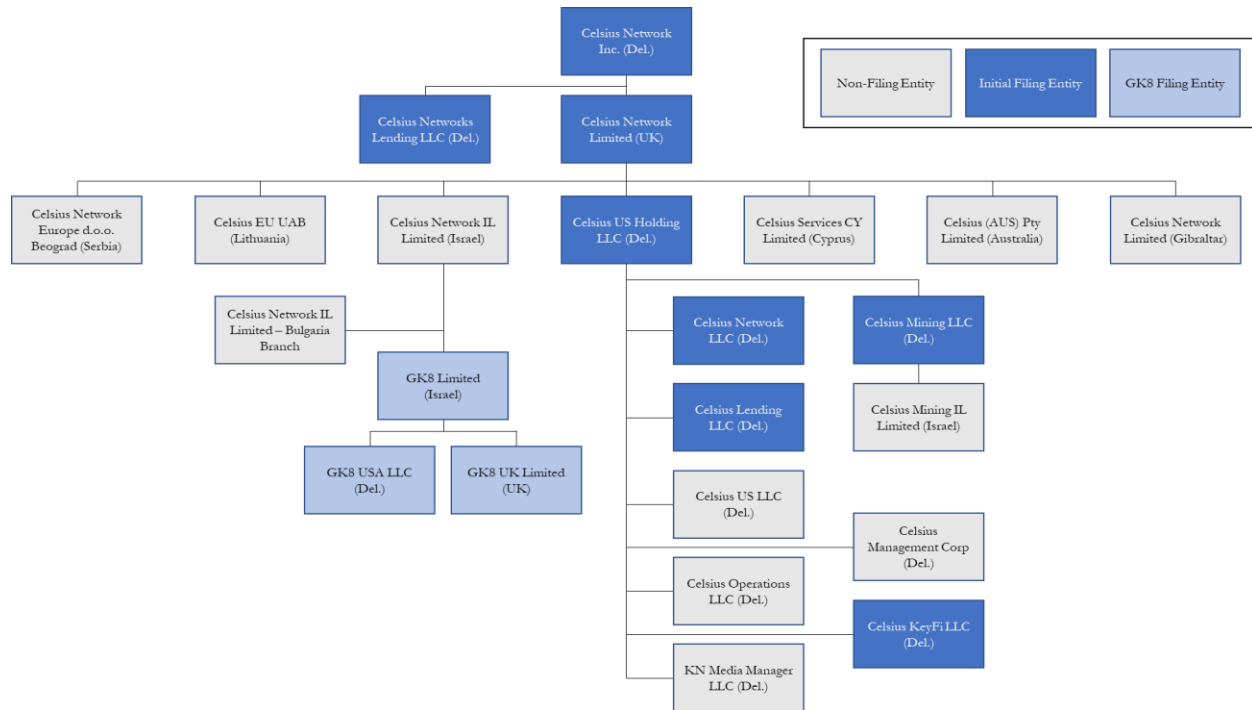 Celsius Network
Inc. (Del.)
Non-Filing Entity
Initial Filing Entity
GK8 Filing Entity
Celsius Networks
Lending LLC (Del.)
Celsius Network
Limited (UK)
Celsius Network
Europe d.o.o.
Beograd (Serbia)
Celsius EU UAB
(Lithuania)
Celsius Network IL
Limited (Israel)
Celsius US Holding
LLC (Del.)
Celsius Services CY
Limited (Cyprus)
Celsius (AUS) Pty
Limited (Australia)
Celsius Network
Limited (Gibraltar)
Celsius Network IL
Limited – Bulgaria
Branch
Celsius Network
LLC (Del.)
Celsius Mining LLC
(Del.)
GK8 Limited
(Israel)
Celsius Lending
LLC (Del.)
Celsius Mining IL
Limited (Israel)
GK8 USA LLC
(Del.)
GK8 UK Limited
(UK)
Celsius US LLC
(Del.)
Celsius
Management Corp
(Del.)
Celsius Operations
LLC (Del.)
Celsius KeyFi LLC
(Del.)
KN Media Manager
LLC (Del.)